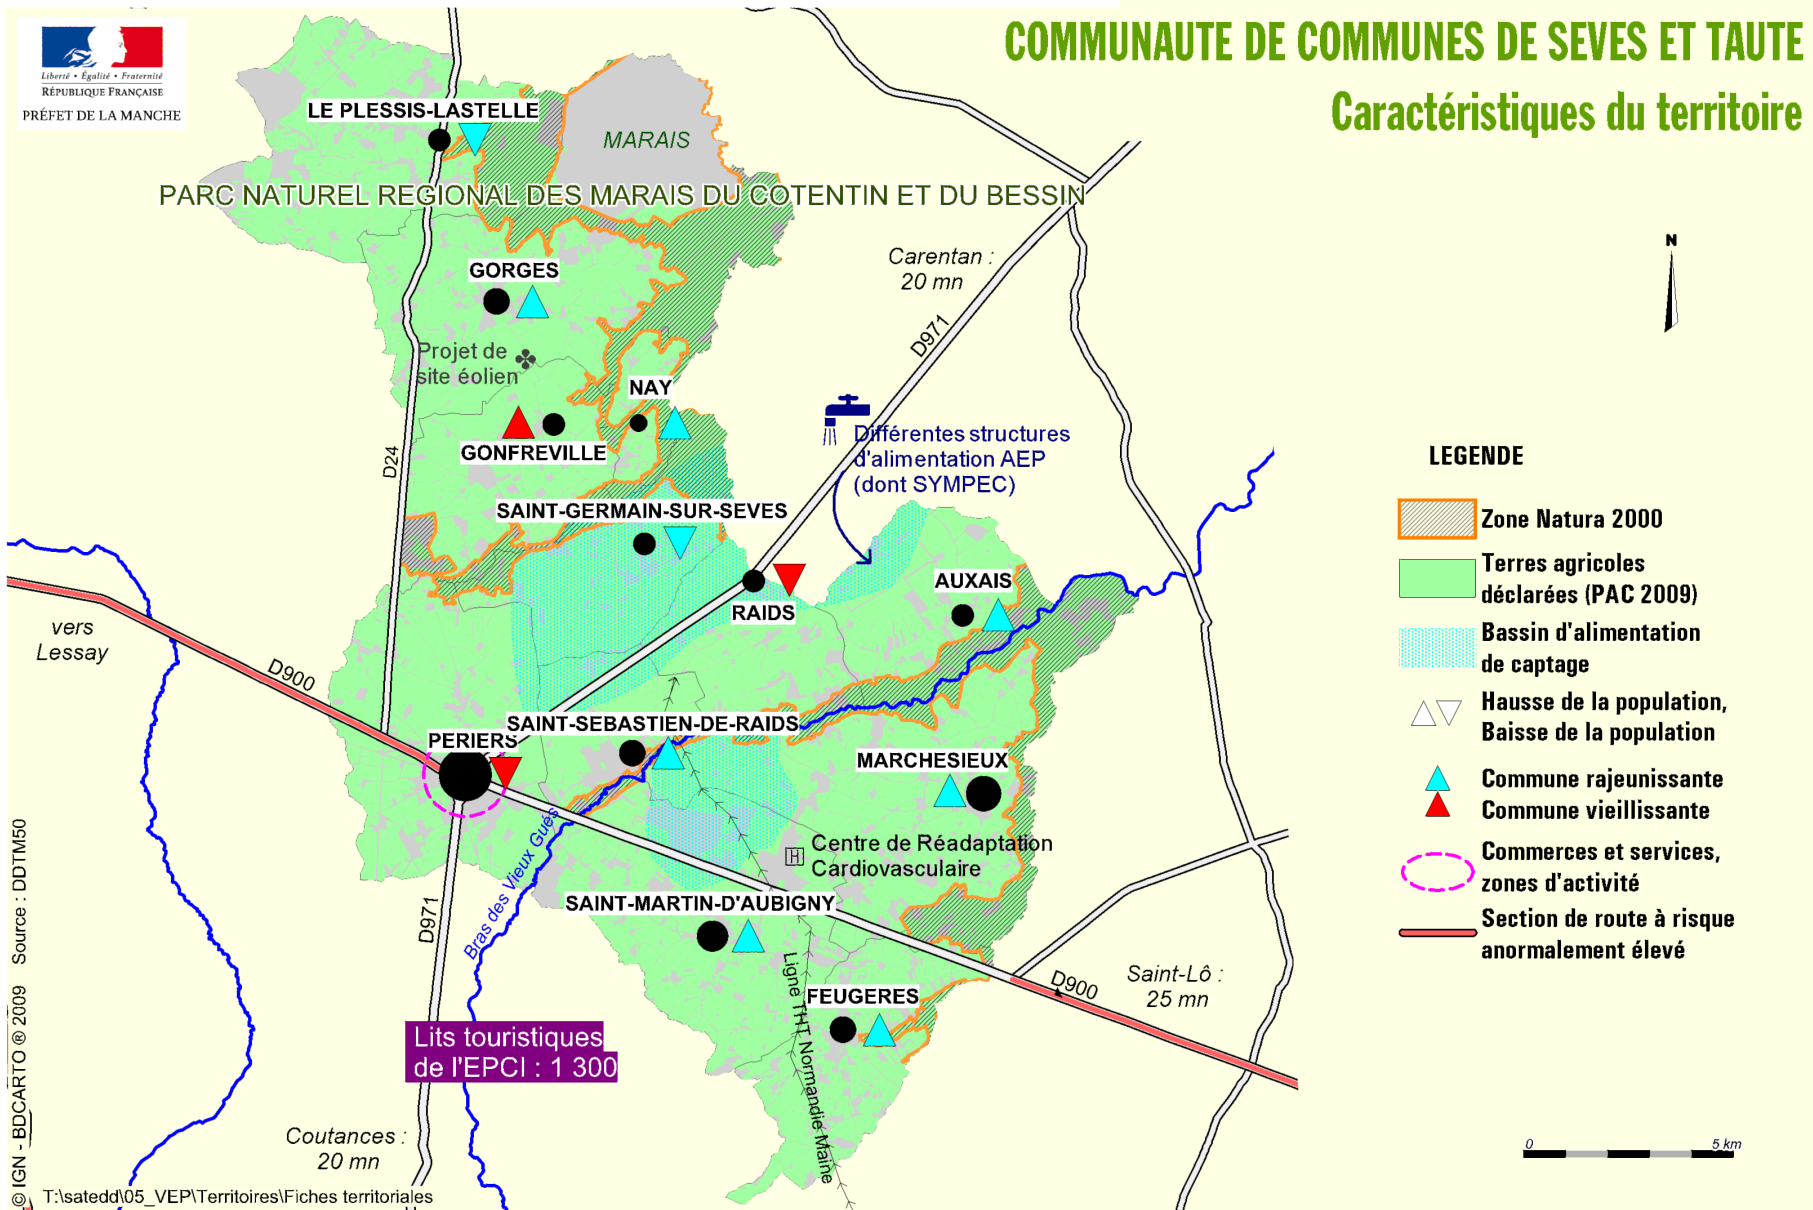 COMMUNAUTE DE COMMUNES DE SEVES ET TAUTE
Caractéristiques du territoire
Liberté • Égalité • Fraternité
RÉPUBLIQUE FRANÇAISE
PRÉFET DE LA MANCHE
LE PLESSIS-LASTELLE
MARAIS
PARC NATUREL REGIONAL DES MARAIS DU COTENTIN ET DU BESSIN
GORGES
Carentan :
20 mn
N
D971
Projet de
site éolien
NAY
GONFREVILLE
D24
Différentes structures
d'alimentation AEP
(dont SYMPEC)
SAINT-GERMAIN-SUR-SEVES
RAIDS
AUXAIS
vers
Lessay
D900
SAINT-SEBASTIEN-DE-RAIDS
PERIERS
MARCHESIEUX
H
Centre de Réadaptation
Cardiovasculaire
Bras des Vieux Gués
SAINT-MARTIN-D'AUBIGNY
D971
Ligne THT Normandie Maine
FEUGERES
D900
Saint-Lô :
25 mn
Lits touristiques
de l'EPCI : 1 300
Coutances :
20 mn
LEGENDE
Zone Natura 2000
Terres agricoles
déclarées (PAC 2009)
Bassin d'alimentation
de captage
Hausse de la population,
Baisse de la population
Commune rajeunissante
Commune vieillissante
Commerces et services,
zones d'activité
Section de route à risque
anormalement élevé
0 5 km
© IGN - BDCARTO ® 2009 Source : DDTM50
T:\satedd\05_VEP\Territoires\Fiches territoriales